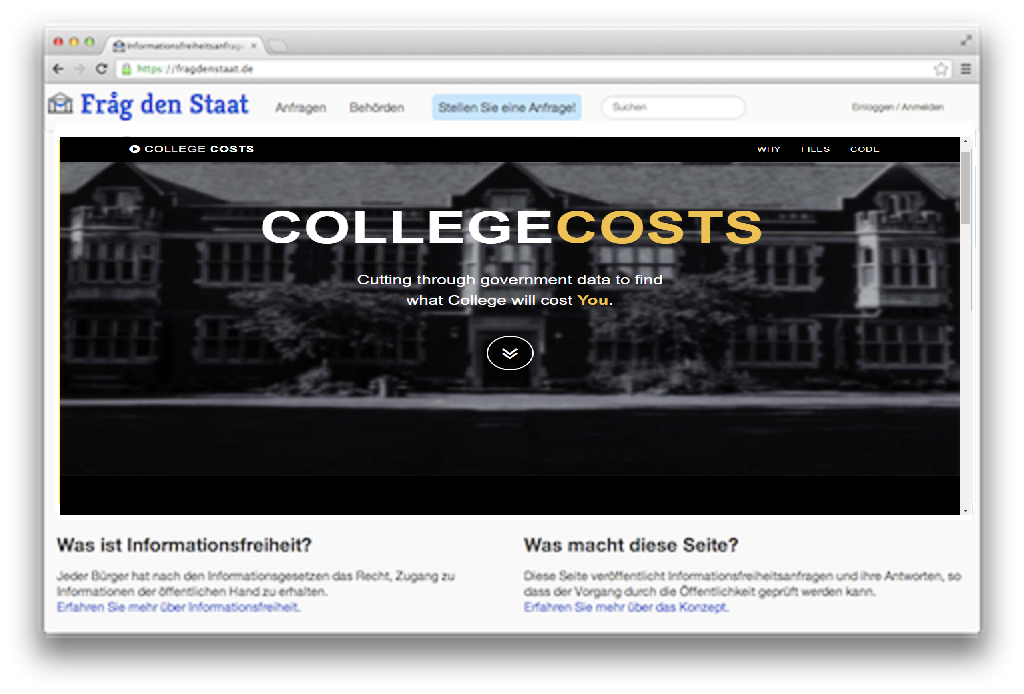 Informationsfreiheitsanfrage
https://fragdenstaat.de
Fråg den Staat
Anfragen
Behörden
Stellen Sie eine Anfrage!
Suchen
Einloggen / Anmelden
COLLEGE COSTS
WHY
FILES
CODE
COLLEGECOSTS
Cutting through government data to find
what College will cost You.
Was ist Informationsfreiheit?
Jeder Bürger hat nach den Informationsgesetzen das Recht, Zugang zu
Informationen der öffentlichen Hand zu erhalten.
Erfahren Sie mehr über Informationsfreiheit.
Was macht diese Seite?
Diese Seite veröffentlicht Informationsfreiheitsanfragen und ihre Antworten, so
dass der Vorgang durch die Öffentlichkeit geprüft werden kann.
Erfahren Sie mehr über das Konzept.